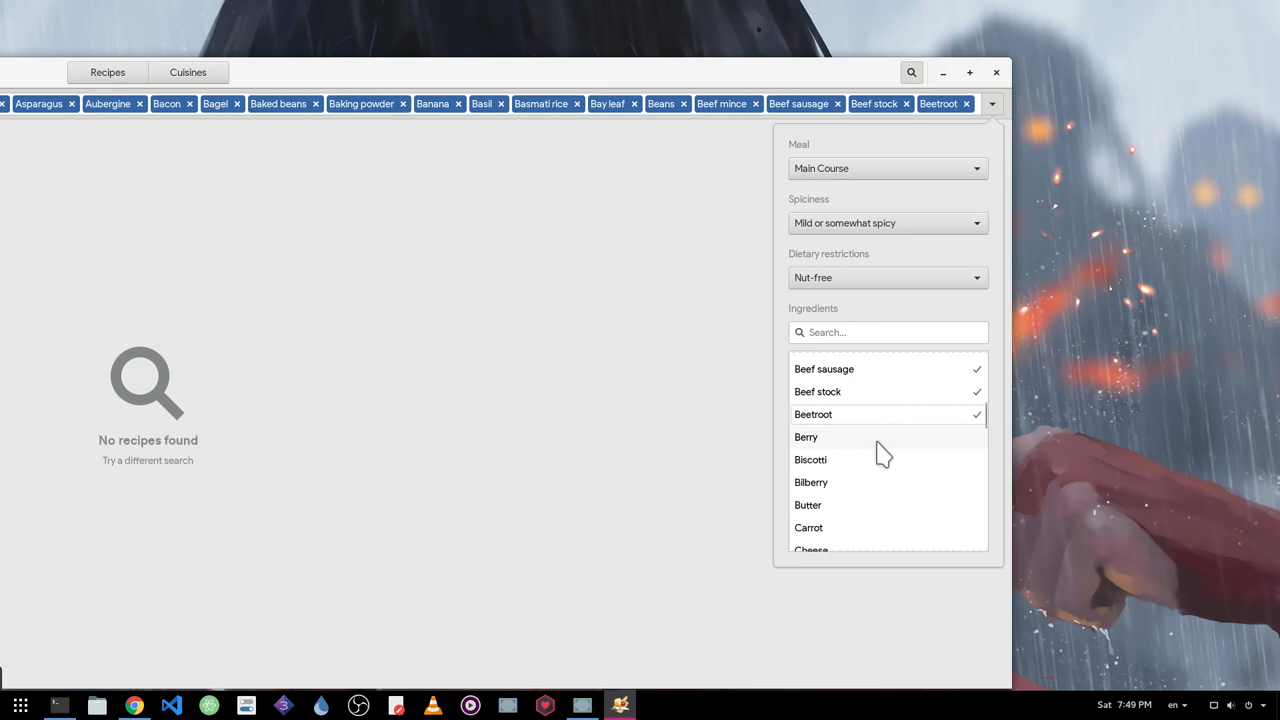 Recipes
Cuisines
Asparagus × Aubergine × Bacon × Bagel × Baked beans × Baking powder × Banana × Basil × Basmati rice × Bay leaf × Beans × Beef mince × Beef sausage × Beef stock × Beetroot ×
Meal
Main Course
Spiciness
Mild or somewhat spicy
Dietary restrictions
Nut-free
Ingredients
Search...
Beef sausage
Beef stock
Beetroot
Berry
Biscotti
Bilberry
Butter
Carrot
Cheese
No recipes found
Try a different search
Sat 7:49 PM
en